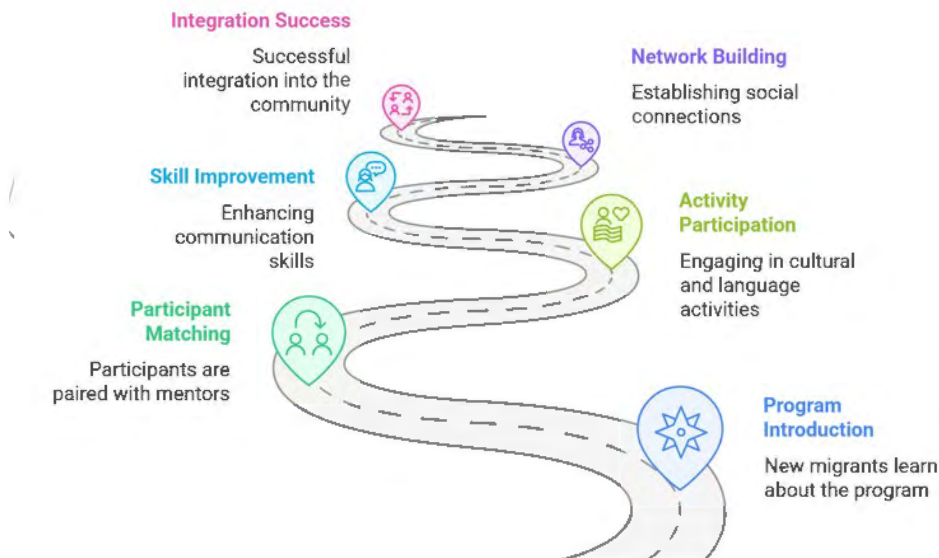 Integration Success
Successful
integration into the
community
Network Building
Establishing social
connections
Skill Improvement
Enhancing
communication
skills
Activity
Participation
Engaging in cultural
and language
activities
Participant
Matching
Participants are
paired with mentors
Program
Introduction
New migrants learn
about the program